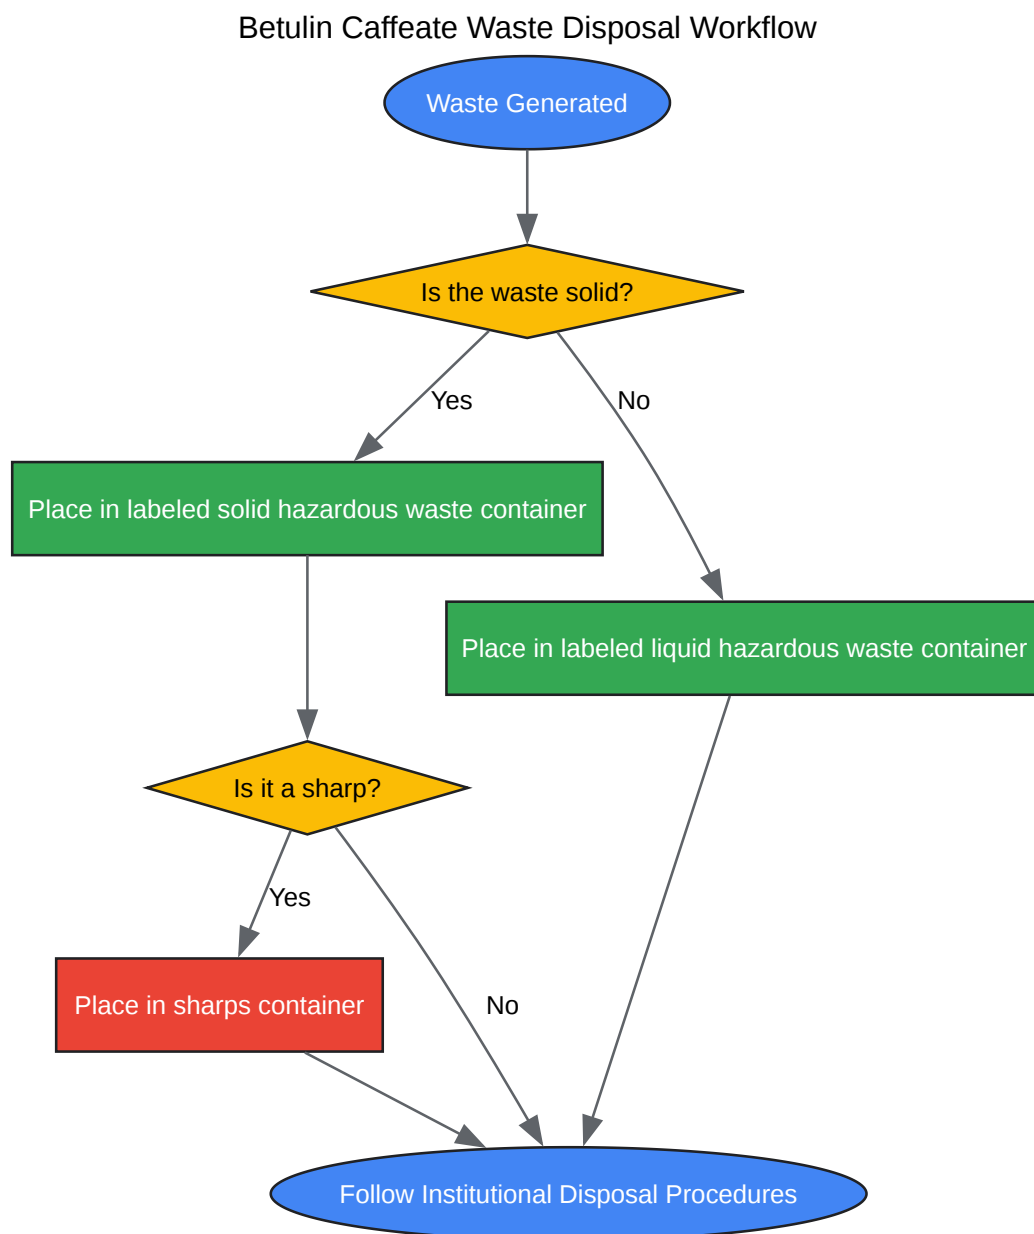 Betulin Caffeate Waste Disposal Workflow
Waste Generated
Is the waste solid?
Yes
No
Place in labeled solid hazardous waste container
Place in labeled liquid hazardous waste container
Is it a sharp?
Yes
Place in sharps container
No
Follow Institutional Disposal Procedures